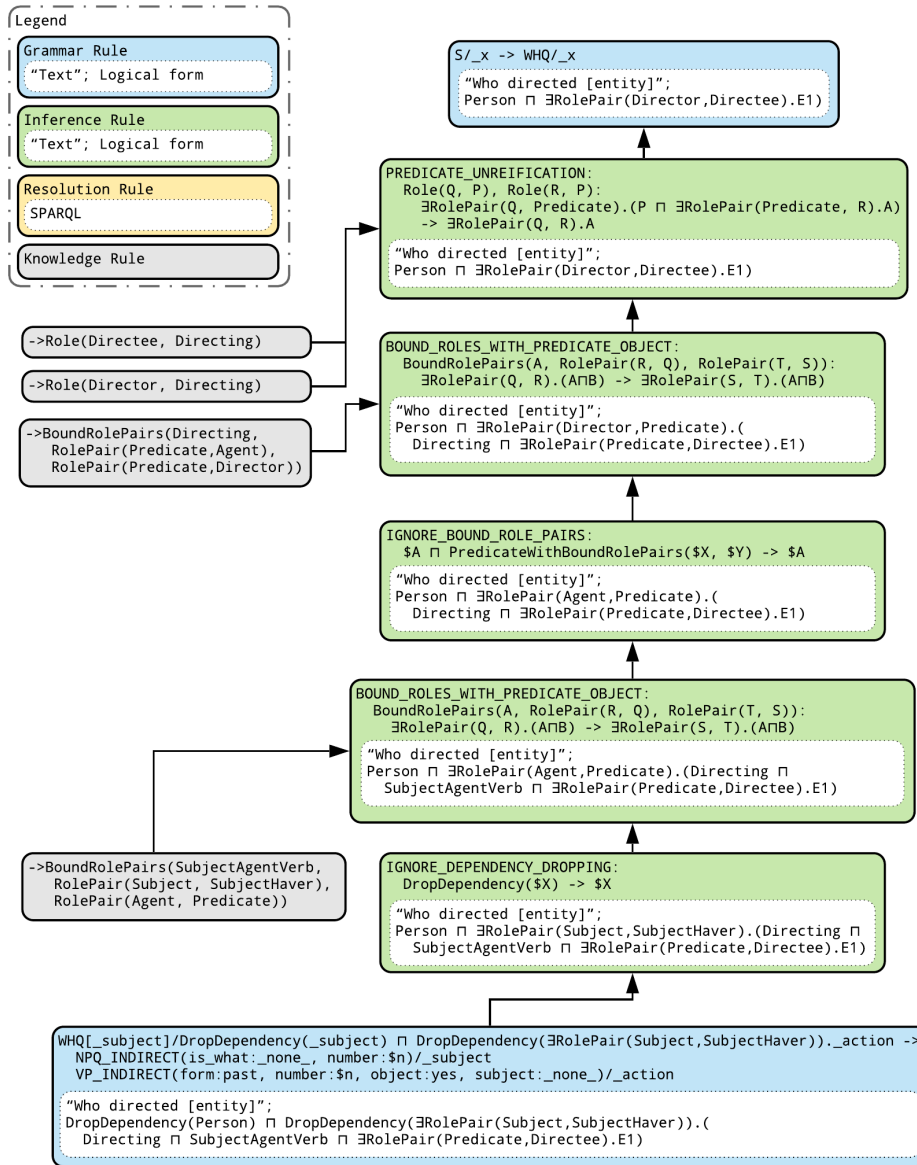 Legend
Grammar Rule
“Text”; Logical form
Inference Rule
“Text”; Logical form
Resolution Rule
SPARQL
Knowledge Rule
S/_x -> WHQ/_x
“Who directed [entity]”;
Person ⊓ ∃RolePair(Director,Directee).E1)
PREDICATE_UNREIFICATION:
Role(Q, P), Role(R, P):
∃RolePair(Q, Predicate).(P ⊓ ∃RolePair(Predicate, R).A)
-> ∃RolePair(Q, R).A
“Who directed [entity]”;
Person ⊓ ∃RolePair(Director,Directee).E1)
->Role(Directee, Directing)
->Role(Director, Directing)
->BoundRolePairs(Directing,
RolePair(Predicate,Agent),
RolePair(Predicate,Director))
BOUND_ROLES_WITH_PREDICATE_OBJECT:
BoundRolePairs(A, RolePair(R, Q), RolePair(T, S)):
∃RolePair(Q, R).(A⊓B) -> ∃RolePair(S, T).(A⊓B)
“Who directed [entity]”;
Person ⊓ ∃RolePair(Director,Predicate).(
Directing ⊓ ∃RolePair(Predicate,Directee).E1)
IGNORE_BOUND_ROLE_PAIRS:
$A ⊓ PredicateWithBoundRolePairs($X, $Y) -> $A
“Who directed [entity]”;
Person ⊓ ∃RolePair(Agent,Predicate).(
Directing ⊓ ∃RolePair(Predicate,Directee).E1)
BOUND_ROLES_WITH_PREDICATE_OBJECT:
BoundRolePairs(A, RolePair(R, Q), RolePair(T, S)):
∃RolePair(Q, R).(A⊓B) -> ∃RolePair(S, T).(A⊓B)
“Who directed [entity]”;
Person ⊓ ∃RolePair(Agent,Predicate).(Directing ⊓
SubjectAgentVerb ⊓ ∃RolePair(Predicate,Directee).E1)
->BoundRolePairs(SubjectAgentVerb,
RolePair(Subject, SubjectHaver),
RolePair(Agent, Predicate))
IGNORE_DEPENDENCY_DROPPING:
DropDependency($X) -> $X
“Who directed [entity]”;
Person ⊓ ∃RolePair(Subject,SubjectHaver).(Directing ⊓
SubjectAgentVerb ⊓ ∃RolePair(Predicate,Directee).E1)
WHQ[_subject]/DropDependency(_subject) ⊓ DropDependency(∃RolePair(Subject,SubjectHaver))._action ->
NPQ_INDIRECT(is_what:_none_, number:$n)/_subject
VP_INDIRECT(form:past, number:$n, object:yes, subject:_none_)/_action
“Who directed [entity]”;
DropDependency(Person) ⊓ DropDependency(∃RolePair(Subject,SubjectHaver)).(
Directing ⊓ SubjectAgentVerb ⊓ ∃RolePair(Predicate,Directee).E1)